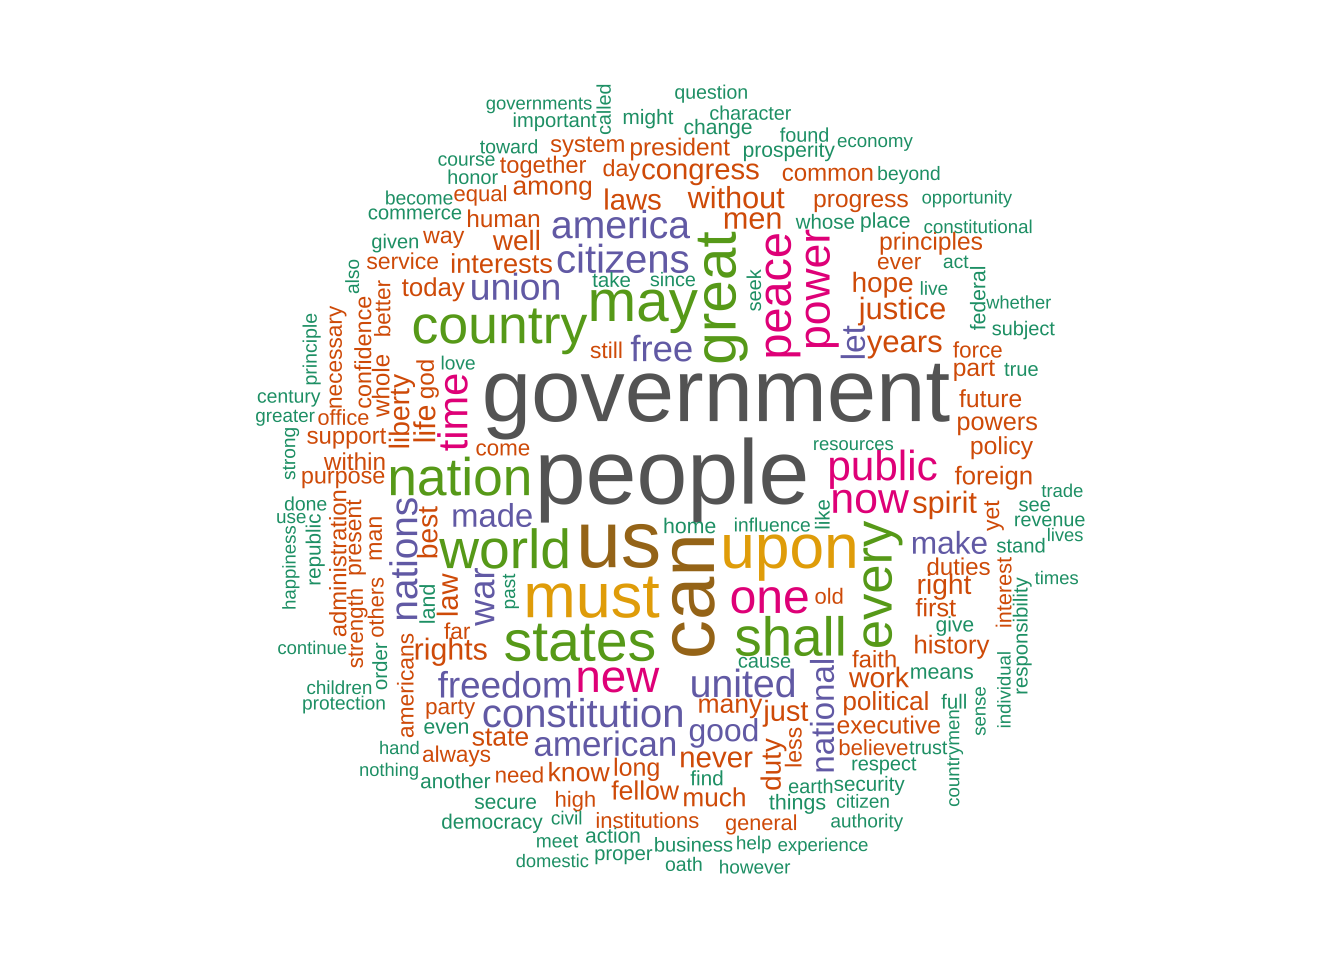 question
governments
called
character
important
might
change
found
economy
toward
system
president
prosperity
course
together
day
congress
common
beyond
honor
among
become
equal
laws
without
progress
opportunity
commerce
human
america
men
whose
place
constitutional
given
way
well
citizens
great
peace
power
principles
also
service
interests
ever
act
today
union
take
since
seek
hope
live
federal
whether
better
may
justice
subject
country
let
years
principle
necessary
confidence
still
free
force
whole
god
love
government
part
true
century
liberty
life
time
future
greater
office
powers
support
come
people
resources
policy
strong
within
public
purpose
nation
foreign
done
now
spirit
trade
use
administration
present
man
nations
best
made
us
home
influence
like
yet
see
revenue
happiness
republic
world
can
upon
every
make
stand
lives
law
war
past
must
one
old
duties
right
interest
times
responsibility
strength
others
land
first
far
states
shall
give
continue
order
americans
rights
cause
faith
history
children
freedom
new
united
national
work
means
individual
protection
party
constitution
many
just
political
full
sense
countrymen
even
state
american
good
executive
hand
always
never
duty
less
believe
trust
nothing
another
need
know
long
find
respect
fellow
much
earth
security
secure
high
things
citizen
democracy
civil
institutions
general
authority
meet
action
business
help
experience
domestic
proper
oath
however